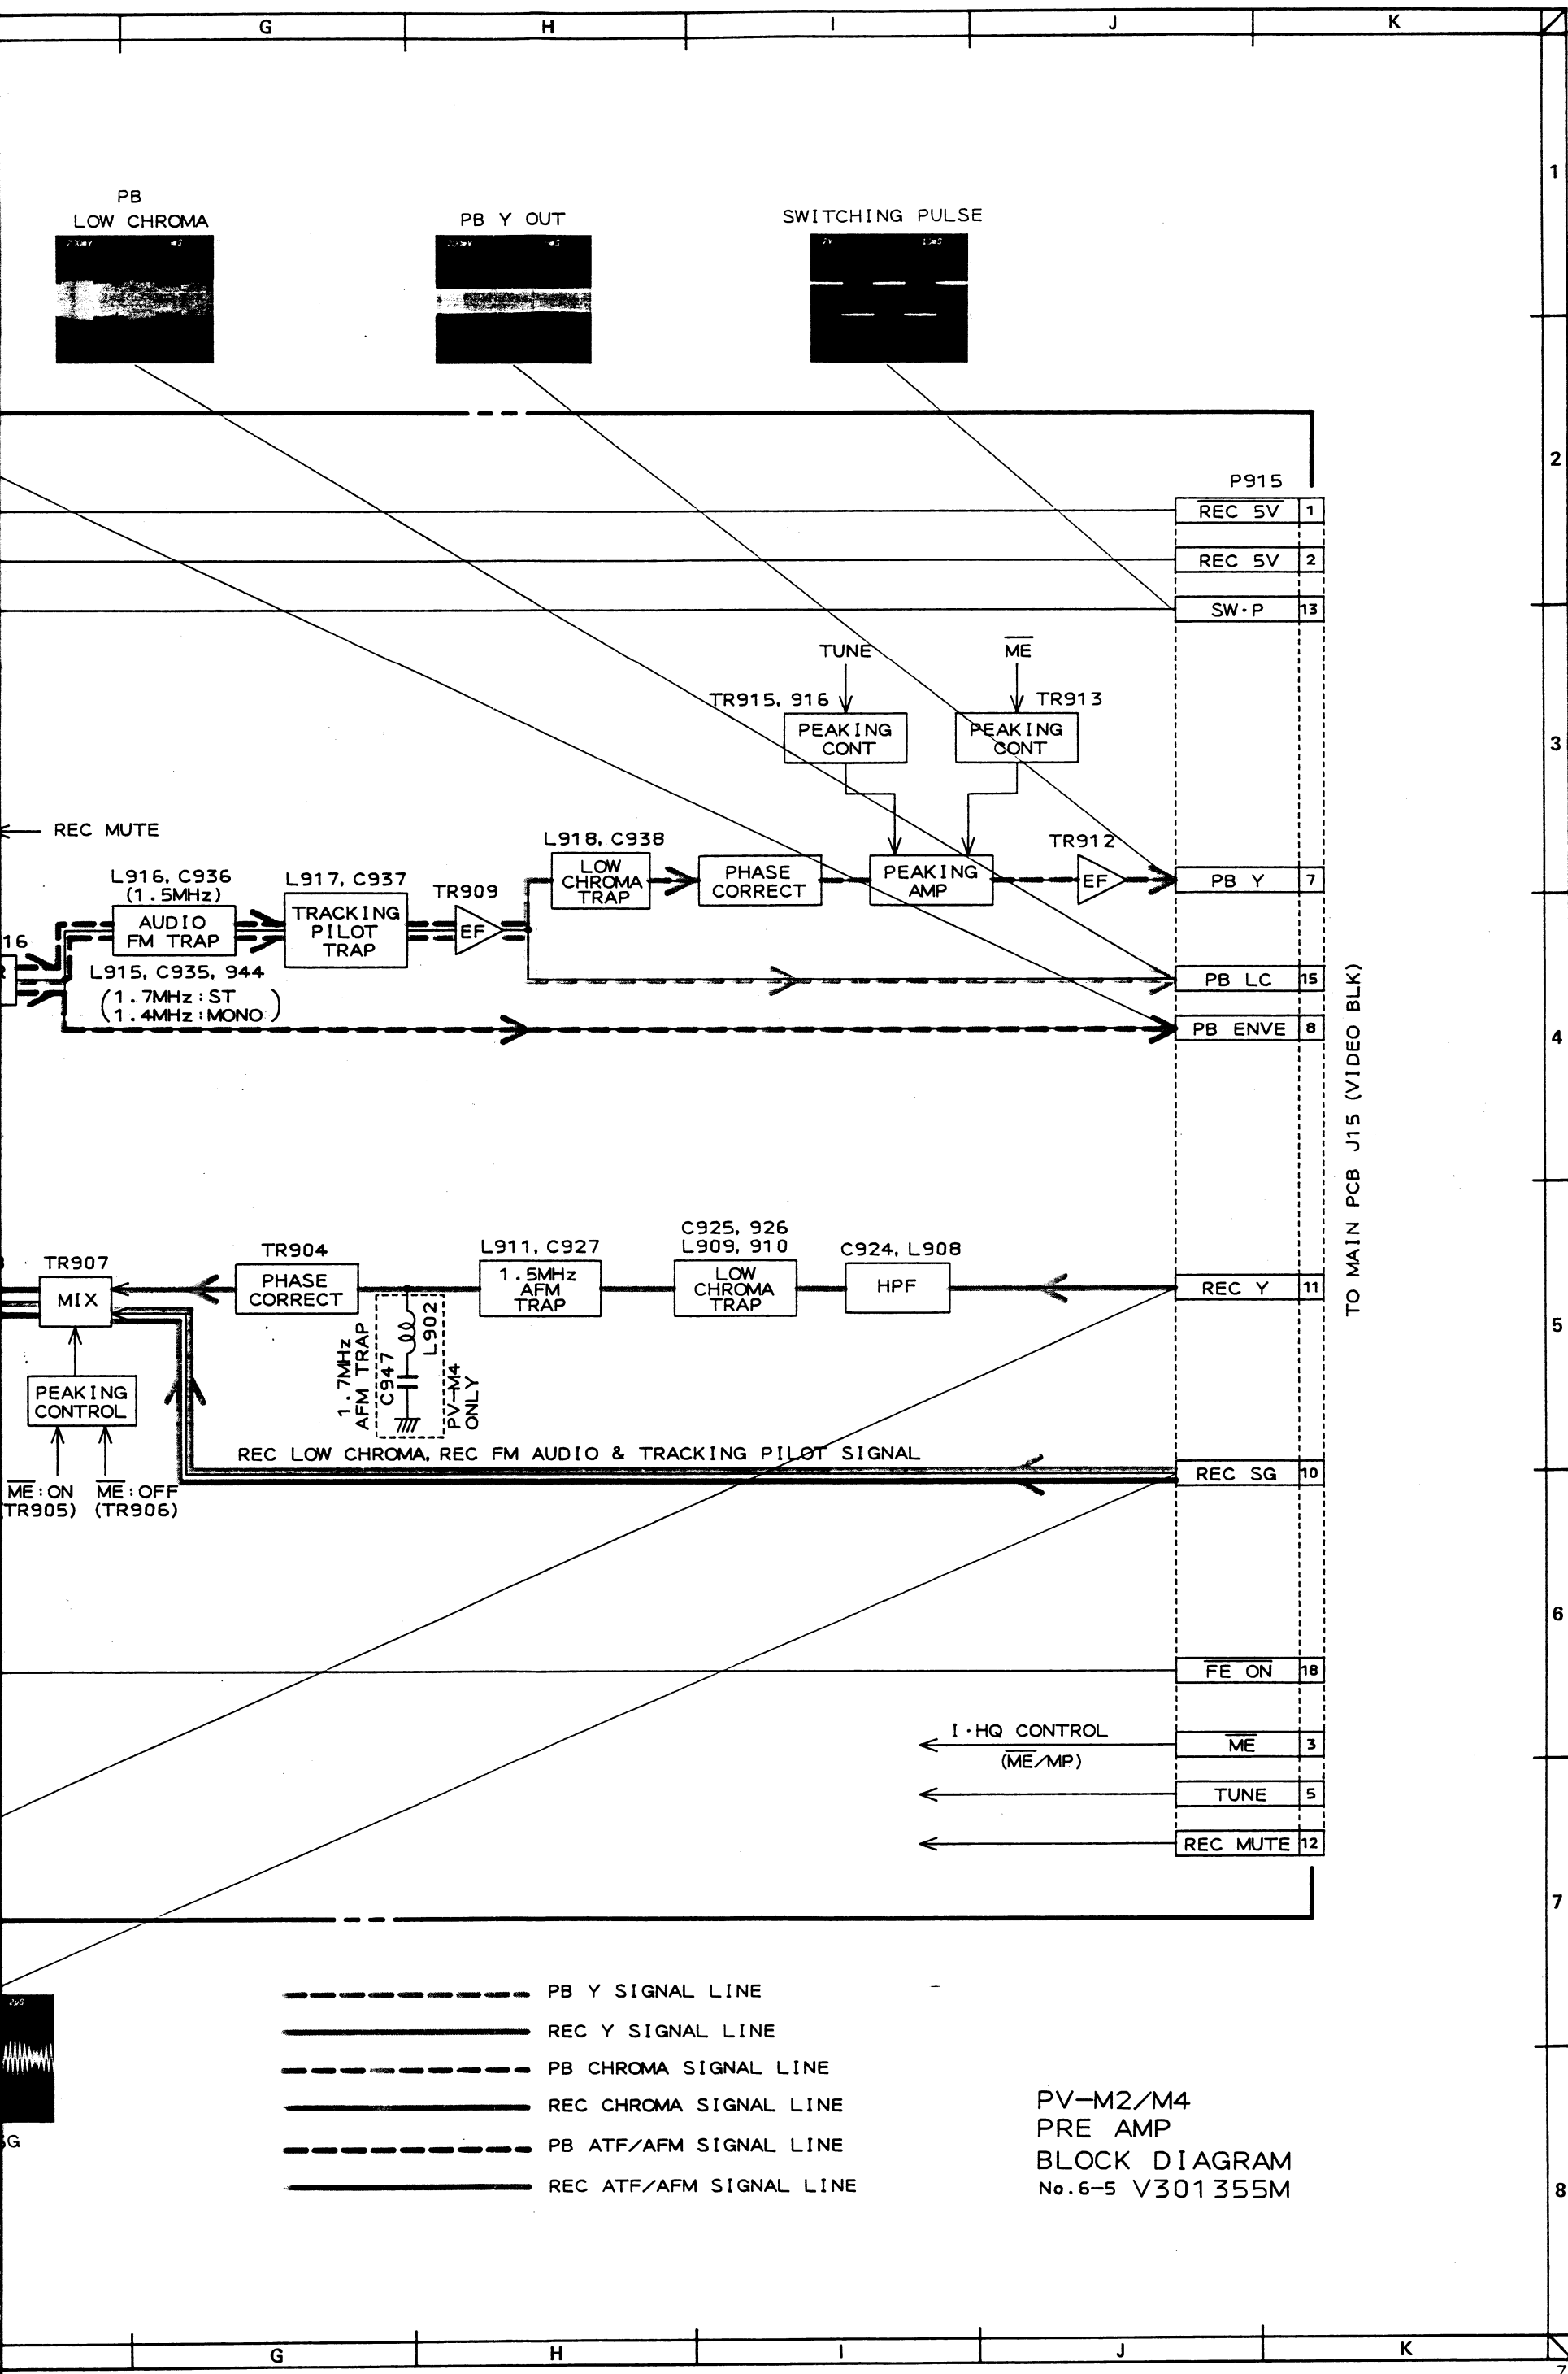 G H I J K
1
PB
LOW CHROMA
PB Y OUT
SWITCHING PULSE
200mV
2V
2
P915
REC 5V 1
REC 5V 2
SW·P 13
TUNE
ME
TR915, 916
TR913
PEAKING
CONT
PEAKING
CONT
3
REC MUTE
L918, C938
TR912
L916, C936
(1.5MHz)
L917, C937
TR909
LOW
CHROMA
TRAP
PHASE
CORRECT
PEAKING
AMP
EF
PB Y 7
AUDIO
FM TRAP
TRACKING
PILOT
TRAP
EF
16
L915, C935, 944
(1.7MHz:ST
1.4MHz:MONO)
PB LC 15
PB ENVE 8
4
TO MAIN PCB J15 (VIDEO BLK)
TR907
TR904
L911, C927
C925, 926
L909, 910
C924, L908
MIX
PHASE
CORRECT
1.5MHz
AFM
TRAP
LOW
CHROMA
TRAP
HPF
REC Y 11
5
1.7MHz
AFM TRAP
C947
L902
PV-M4
ONLY
PEAKING
CONTROL
REC LOW CHROMA, REC FM AUDIO & TRACKING PILOT SIGNAL
REC SG 10
ME:ON
TR905)
ME:OFF
(TR906)
6
FE ON 18
I·HQ CONTROL
(ME/MP)
ME 3
TUNE 5
REC MUTE 12
7
2μS
SG
PB Y SIGNAL LINE
REC Y SIGNAL LINE
PB CHROMA SIGNAL LINE
REC CHROMA SIGNAL LINE
PB ATF/AFM SIGNAL LINE
REC ATF/AFM SIGNAL LINE
PV-M2/M4
PRE AMP
BLOCK DIAGRAM
No.6-5 V301355M
8
G H I J K